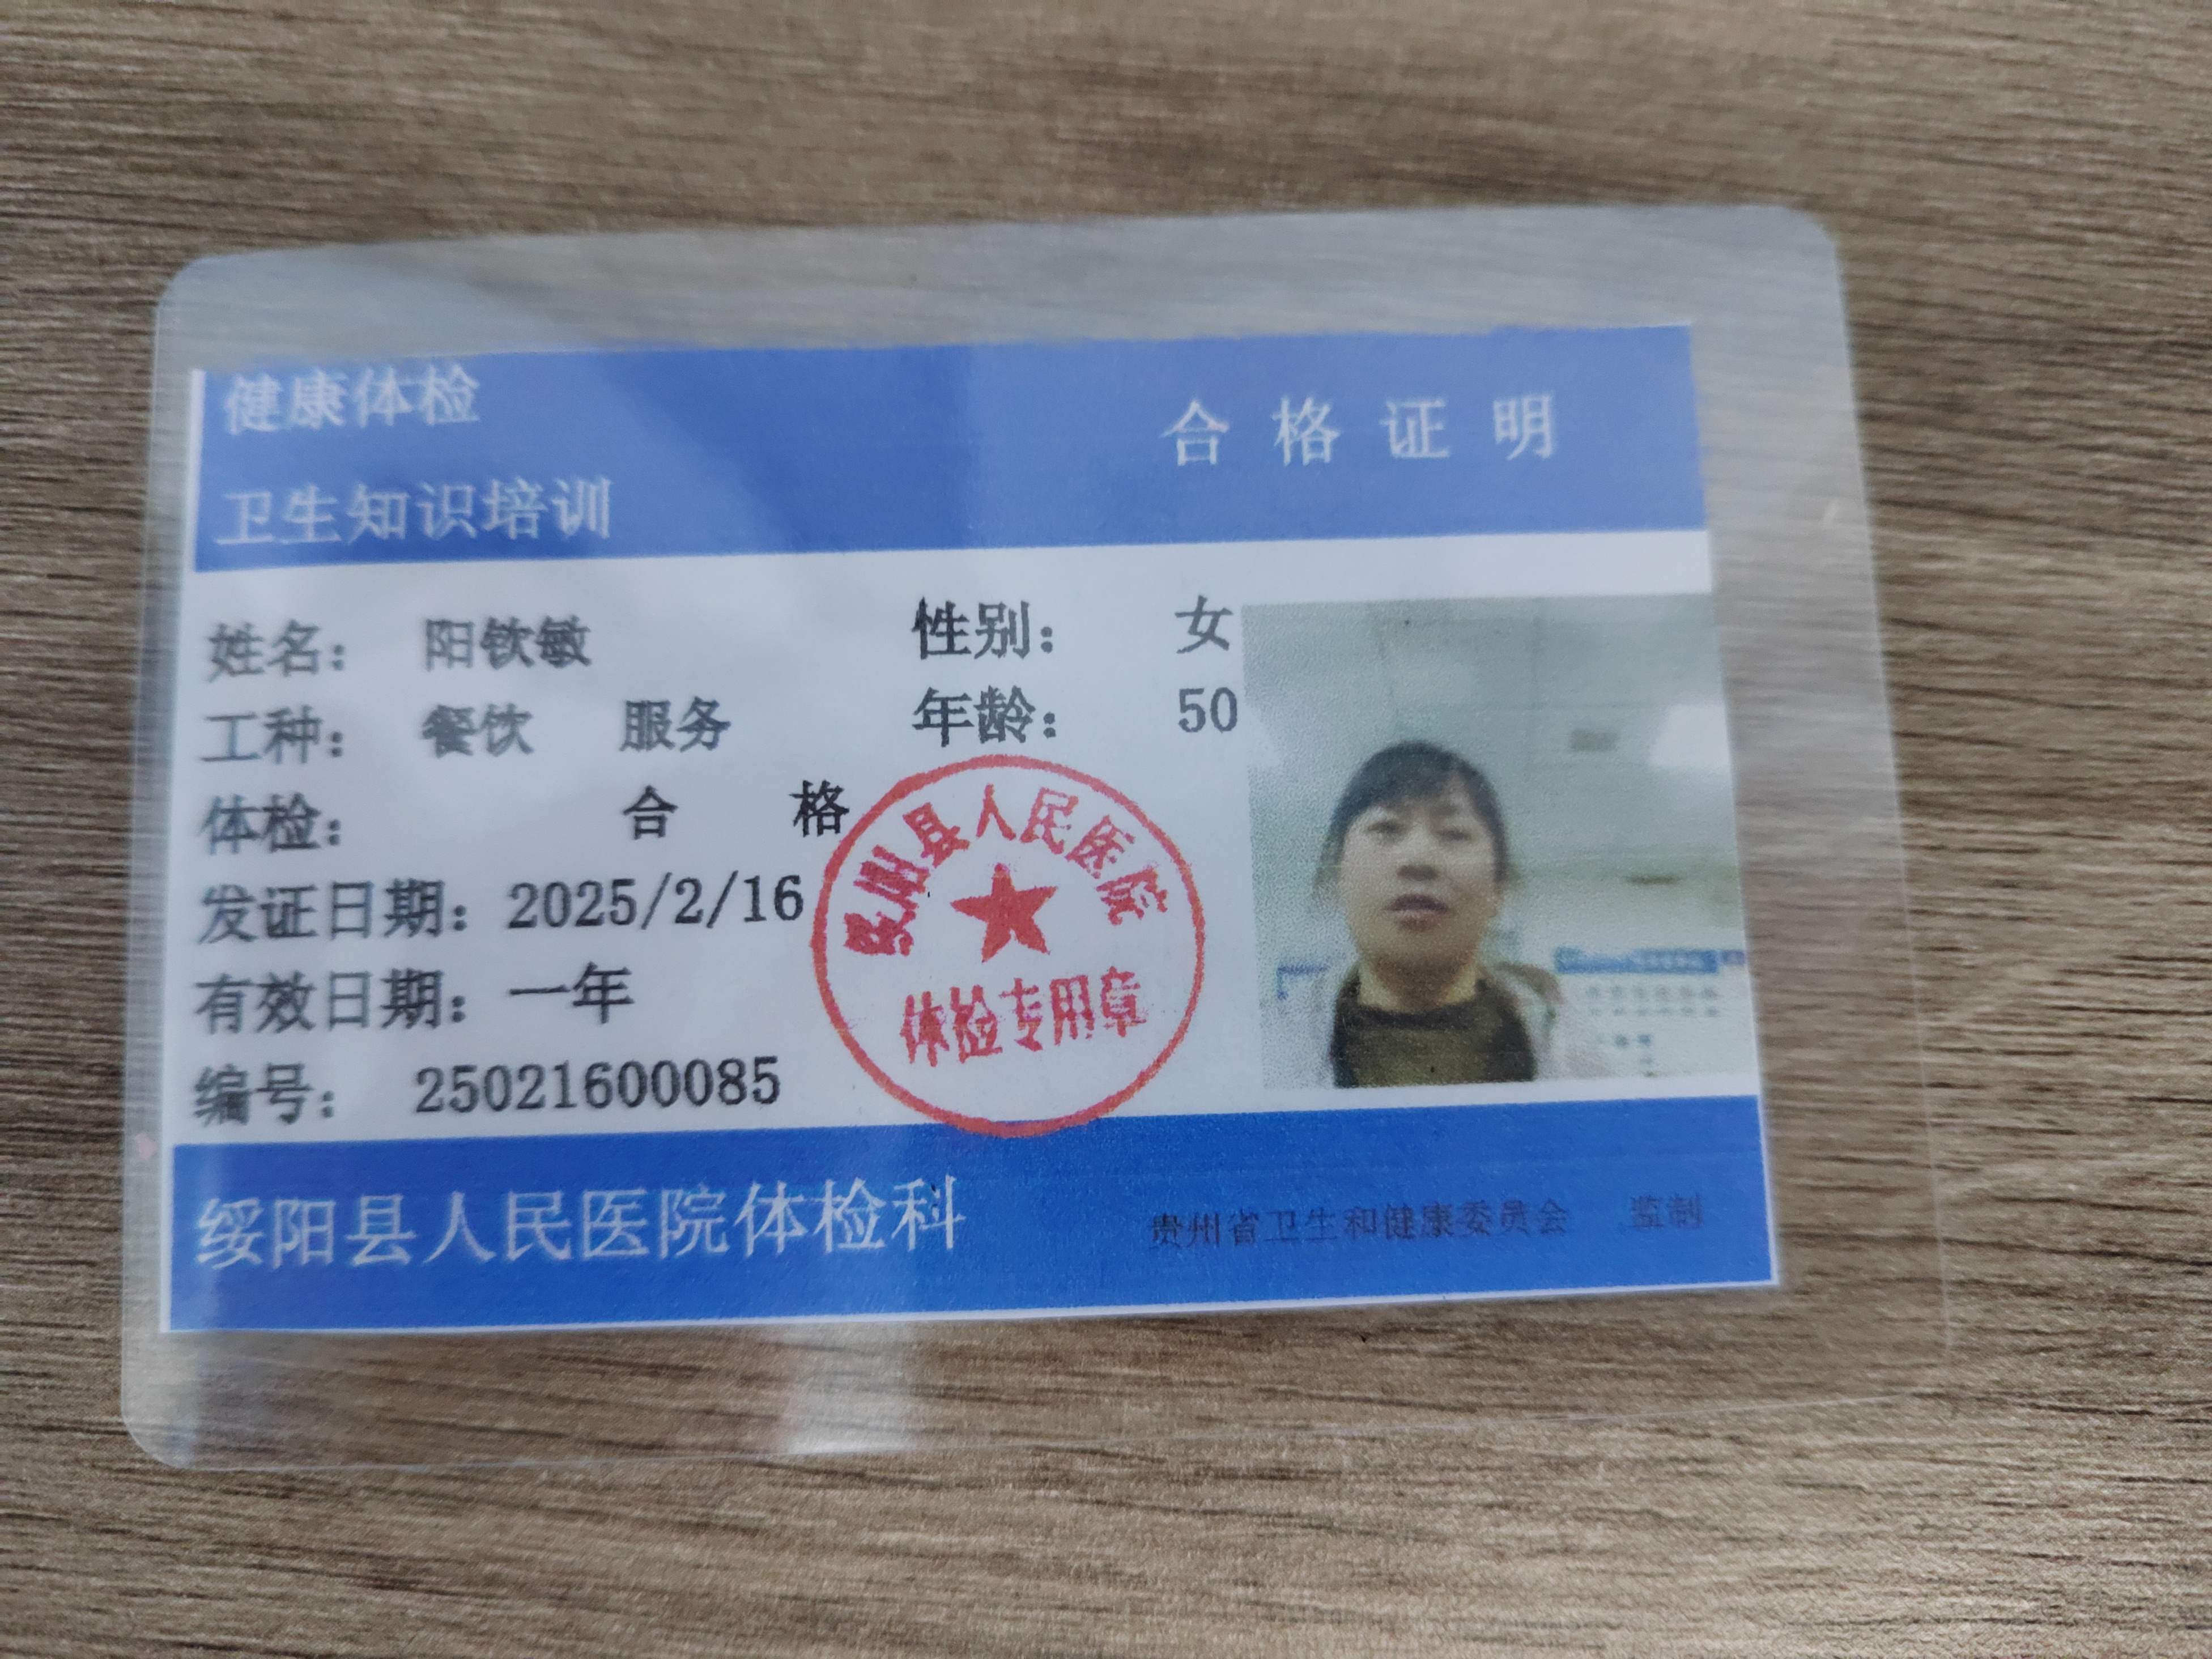 健康体检
合格证明
卫生知识培训
姓名： 阳钦敏 性别： 女
工种： 餐饮 服务 年龄： 50
体检： 合 格
发证日期：2025/2/16
有效日期：一年
编号： 25021600085
绥阳县人民医院
体检专用章
绥阳县人民医院体检科
贵州省卫生和健康委员会 监制